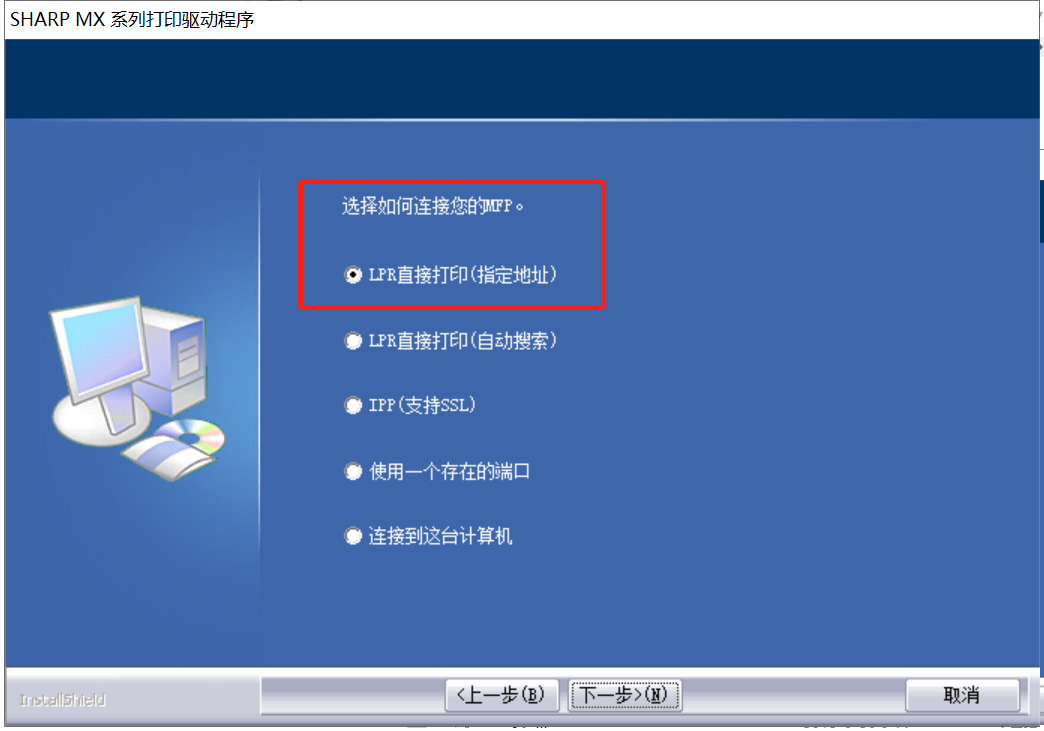 SHARP MX 系列打印驱动程序
选择如何连接您的MFP。
LPR直接打印(指定地址)
LPR直接打印(自动搜索)
IPP(支持SSL)
使用一个存在的端口
连接到这台计算机
InstallShield
<上一步(B)
下一步>(N)
取消